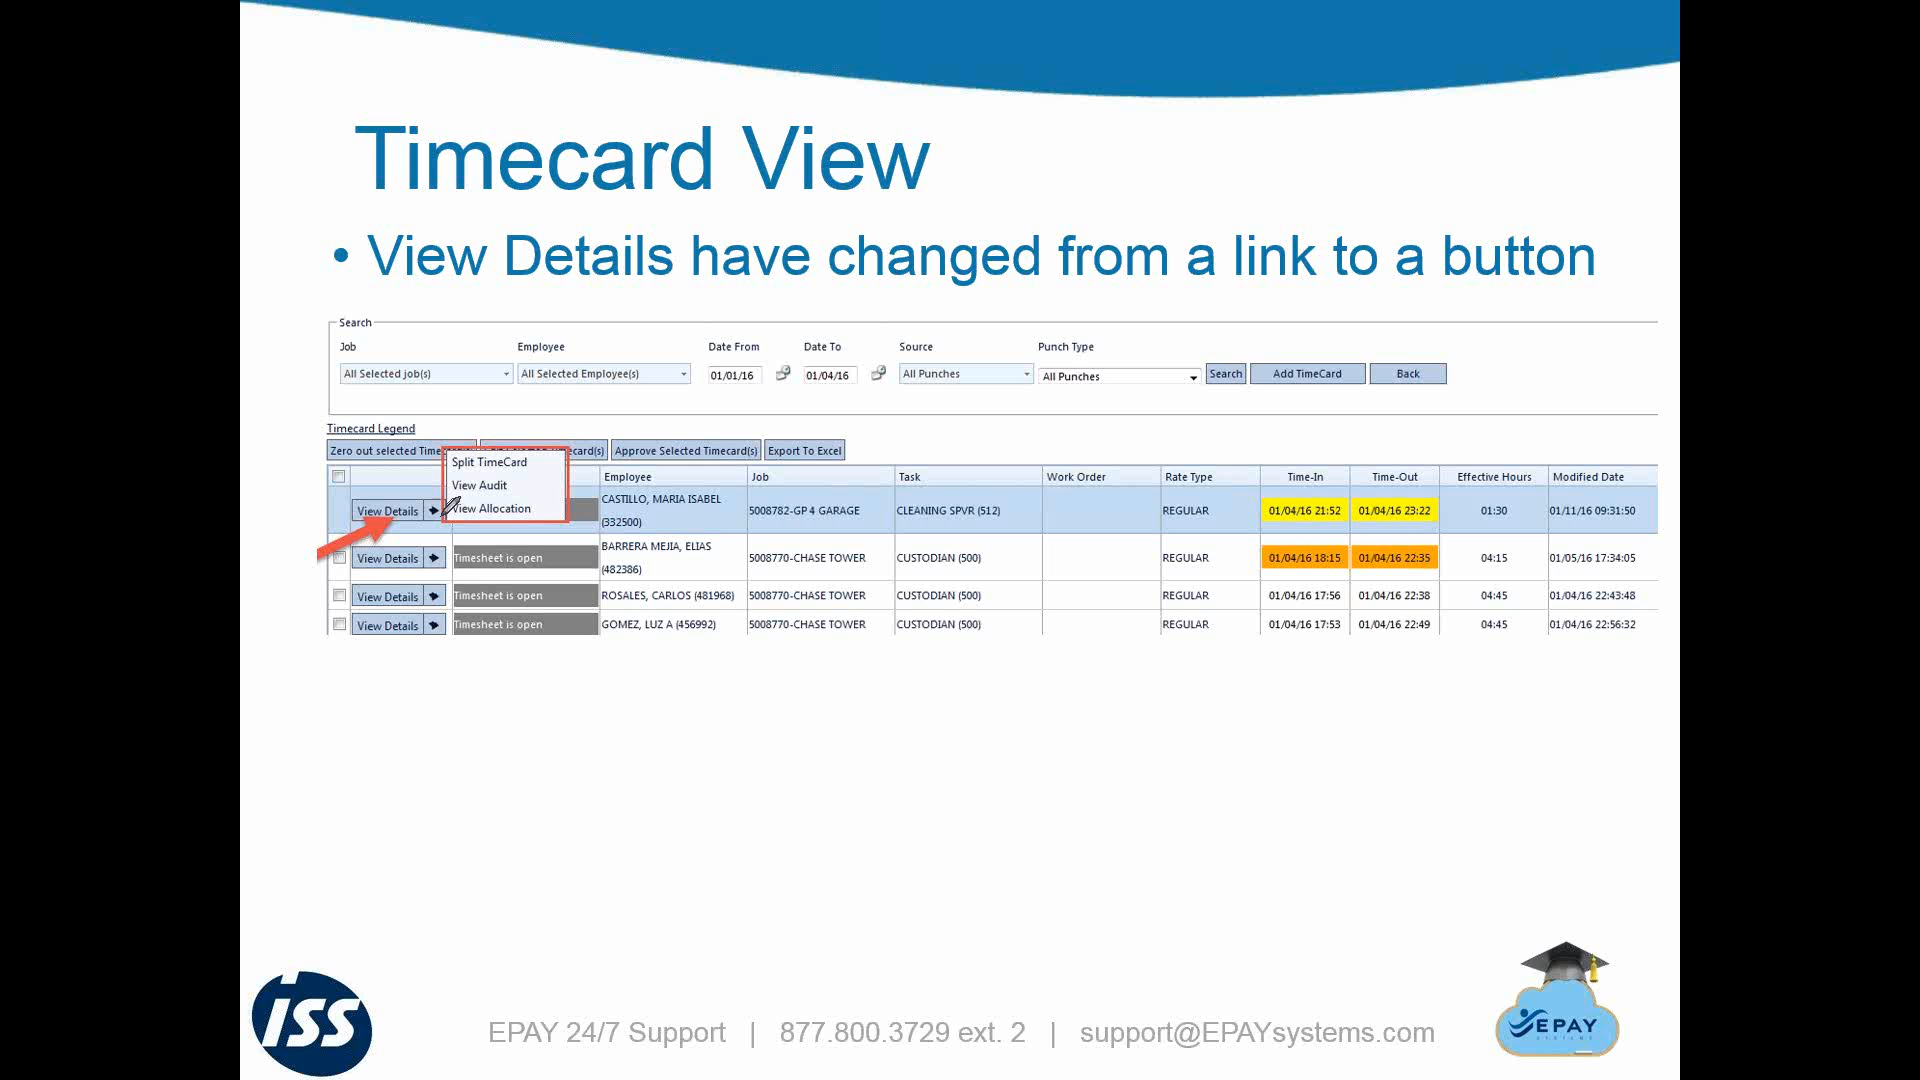 Timecard View
• View Details have changed from a link to a button
Search
Job Employee Date From Date To Source Punch Type
All Selected job(s) All Selected Employee(s) 01/01/16 01/04/16 All Punches All Punches Search Add TimeCard Back
Timecard Legend
Zero out selected Time card(s) Approve Selected Timecard(s) Export To Excel
Split TimeCard
View Audit
View Allocation
Employee Job Task Work Order Rate Type Time-In Time-Out Effective Hours Modified Date
View Details CASTILLO, MARIA ISABEL (332500) 5008782-GP 4 GARAGE CLEANING SPVR (512) REGULAR 01/04/16 21:52 01/04/16 23:22 01:30 01/11/16 09:31:50
View Details Timesheet is open BARRERA MEJIA, ELIAS (482386) 5008770-CHASE TOWER CUSTODIAN (500) REGULAR 01/04/16 18:15 01/04/16 22:35 04:15 01/05/16 17:34:05
View Details Timesheet is open ROSALES, CARLOS (481968) 5008770-CHASE TOWER CUSTODIAN (500) REGULAR 01/04/16 17:56 01/04/16 22:38 04:45 01/04/16 22:43:48
View Details Timesheet is open GOMEZ, LUZ A (456992) 5008770-CHASE TOWER CUSTODIAN (500) REGULAR 01/04/16 17:53 01/04/16 22:49 04:45 01/04/16 22:56:32
ISS
EPAY 24/7 Support | 877.800.3729 ext. 2 | support@EPAYsystems.com
EPAY
SYSTEMS